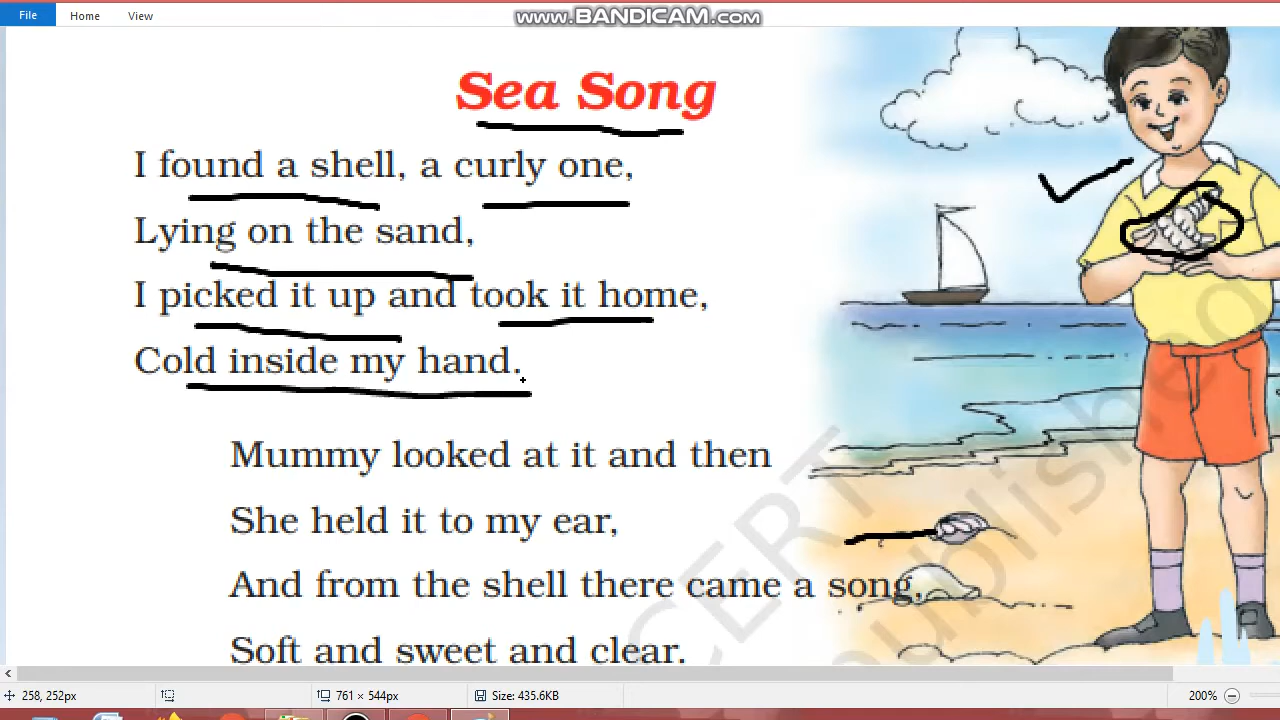 www.BANDICAM.com
File Home View
Sea Song
I found a shell, a curly one,
Lying on the sand,
I picked it up and took it home,
Cold inside my hand.
Mummy looked at it and then
She held it to my ear,
And from the shell there came a song,
Soft and sweet and clear.
258, 252px 761 × 544px Size: 435.6KB 200%